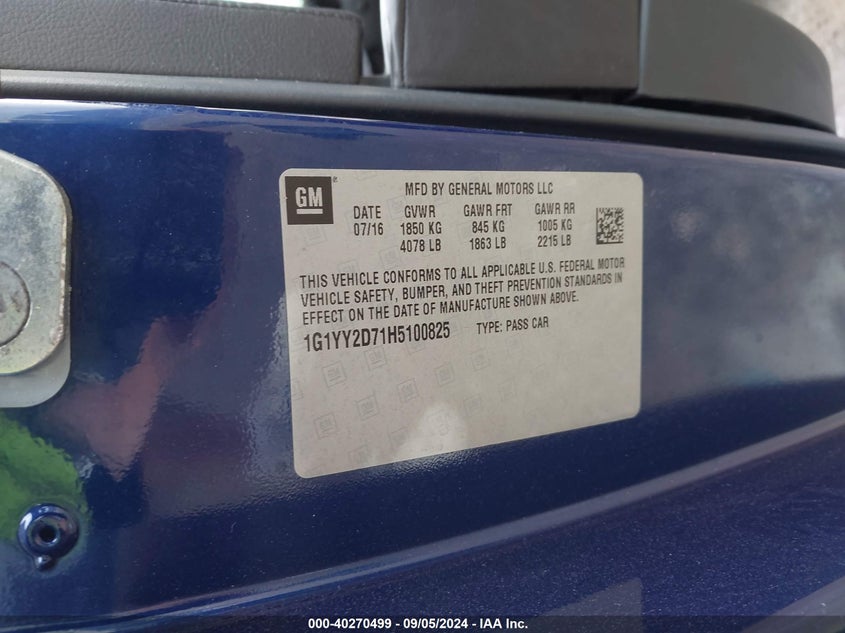 GM
MFD BY GENERAL MOTORS LLC
DATE GVWR GAWR FRT GAWR RR
07/16 1850 KG 845 KG 1005 KG
4078 LB 1863 LB 2215 LB
THIS VEHICLE CONFORMS TO ALL APPLICABLE U.S. FEDERAL MOTOR
VEHICLE SAFETY, BUMPER, AND THEFT PREVENTION STANDARDS IN
EFFECT ON THE DATE OF MANUFACTURE SHOWN ABOVE.
1G1YY2D71H5100825 TYPE: PASS CAR
000-40270499 - 09/05/2024 - IAA Inc.